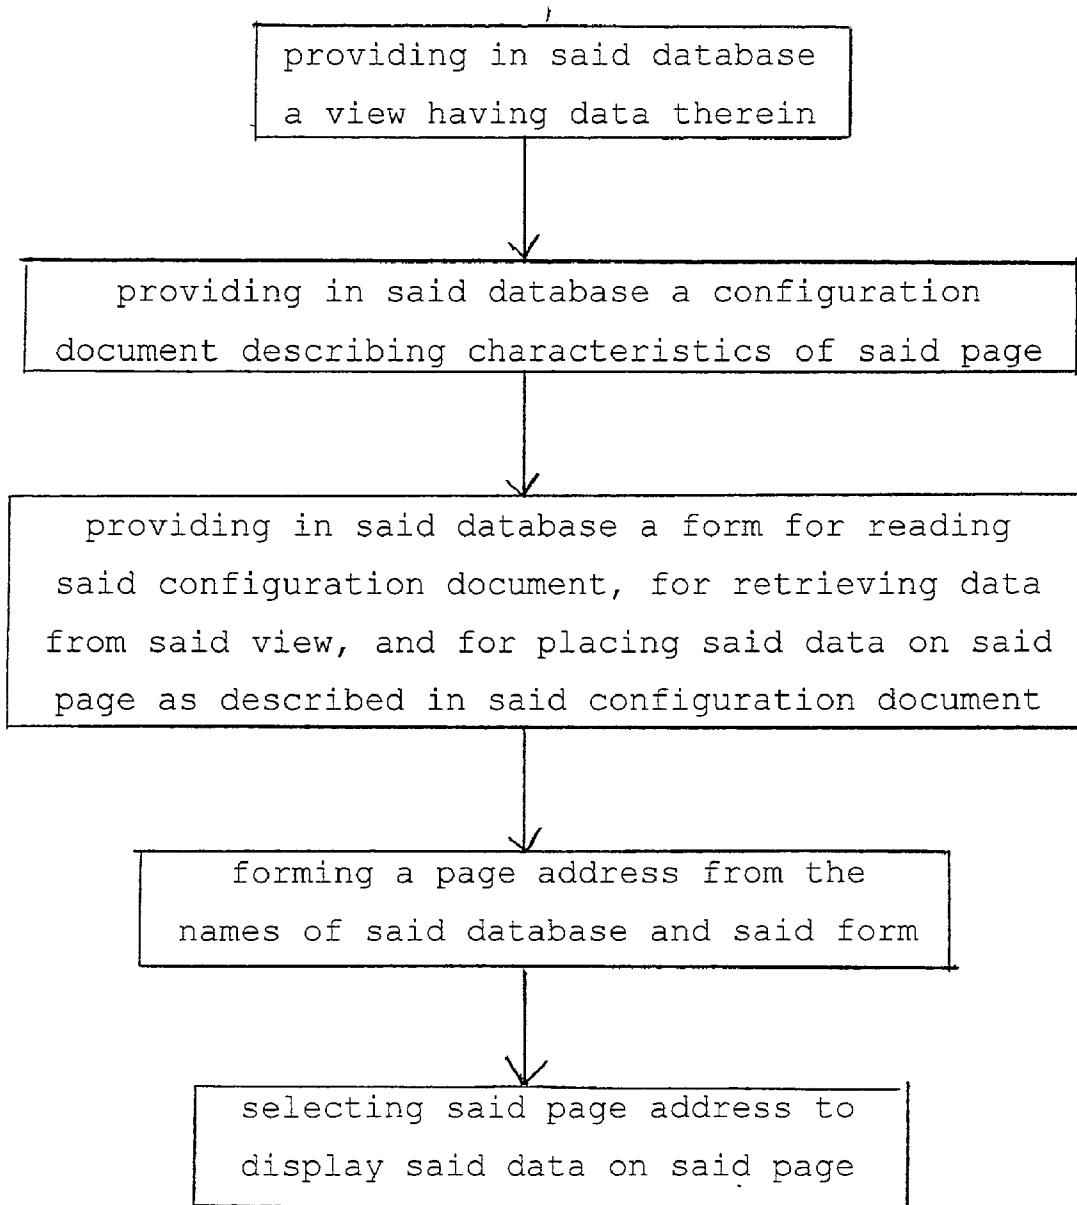 providing in said database
a view having data therein
providing in said database a configuration
document describing characteristics of said page
providing in said database a form for reading
said configuration document, for retrieving data
from said view, and for placing said data on said
page as described in said configuration document
forming a page address from the
names of said database and said form
selecting said page address to
display said data on said page